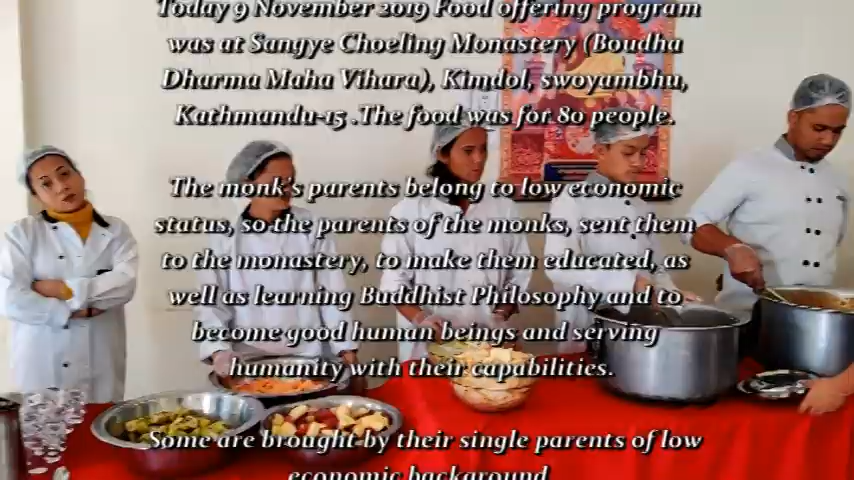 Today 9 November 2019 Food offering program
was at Sangye Choeling Monastery (Boudha
Dharma Maha Vihara), Kimdol, swoyambhu,
Kathmandu-15 .The food was for 80 people.
The monk's parents belong to low economic
status, so the parents of the monks, sent them
to the monastery, to make them educated, as
well as learning Buddhist Philosophy and to
become good human beings and serving
humanity with their capabilities.
Some are brought by their single parents of low
economic background